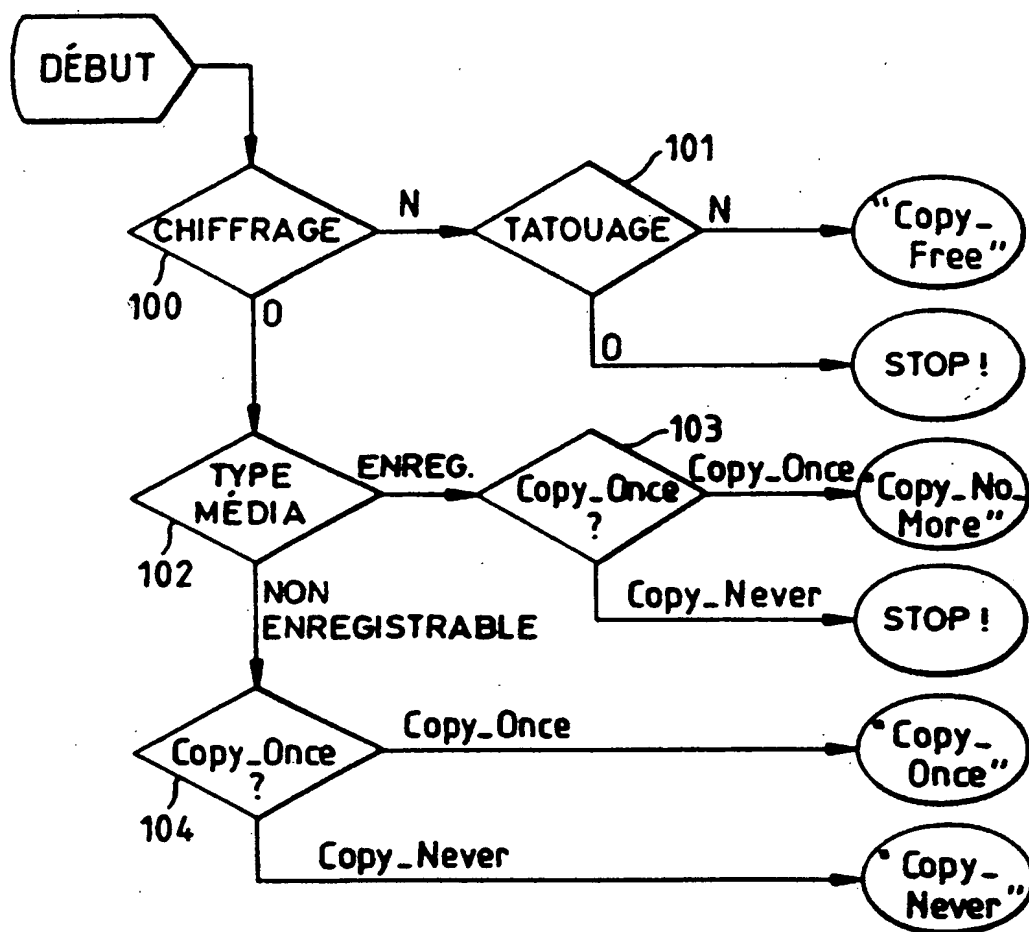 DÉBUT
101
CHIFFRAGE
N
TATOUAGE
N
“Copy_
Free”
100
O
O
STOP !
103
TYPE
MÉDIA
ENREG.
Copy_Once
?
Copy_Once
“Copy_No_
More”
102
NON
ENREGISTRABLE
Copy_Never
STOP !
Copy_Once
?
Copy_Once
“Copy_
Once”
104
Copy_Never
“Copy_
Never”